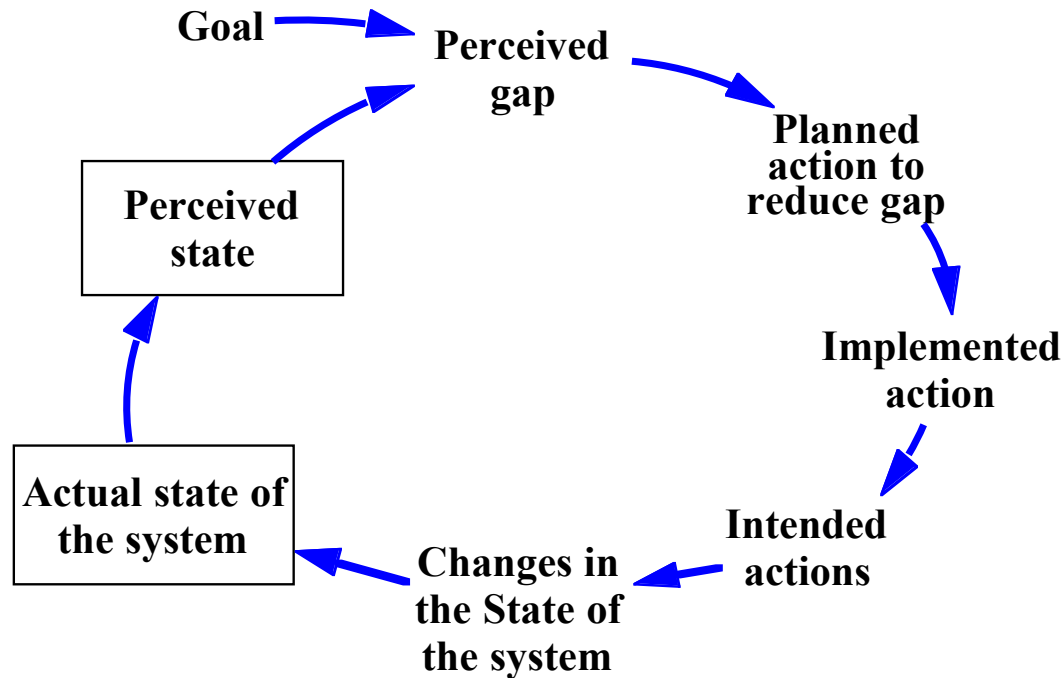 Goal
Perceived
gap
Planned
action to
reduce gap
Implemented
action
Intended
actions
Changes in
the State of
the system
Actual state of
the system
Perceived
state